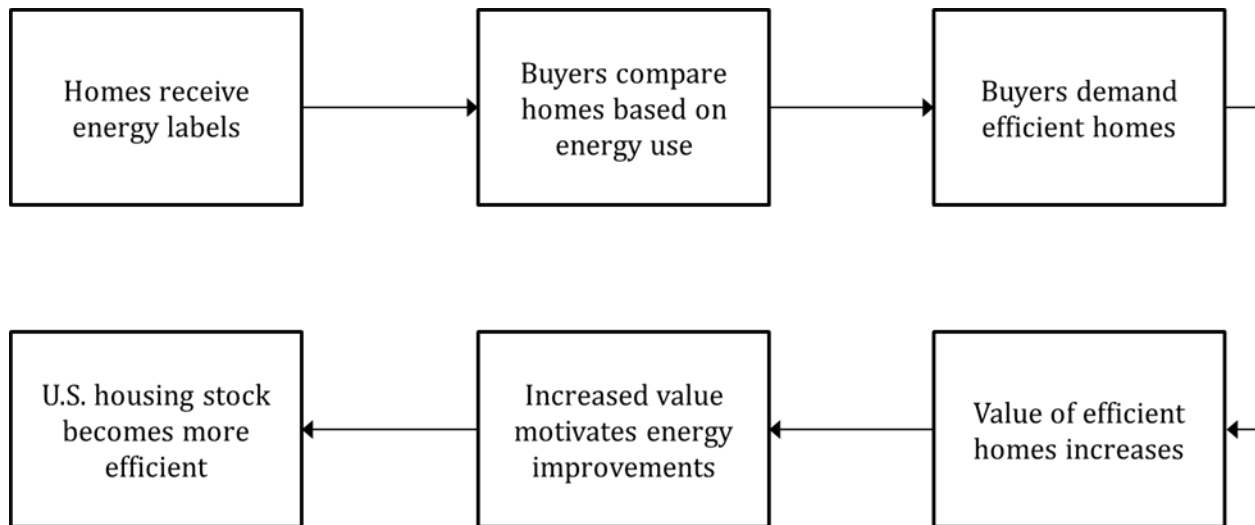 Homes receive
energy labels
Buyers compare
homes based on
energy use
Buyers demand
efficient homes
Value of efficient
homes increases
Increased value
motivates energy
improvements
U.S. housing stock
becomes more
efficient